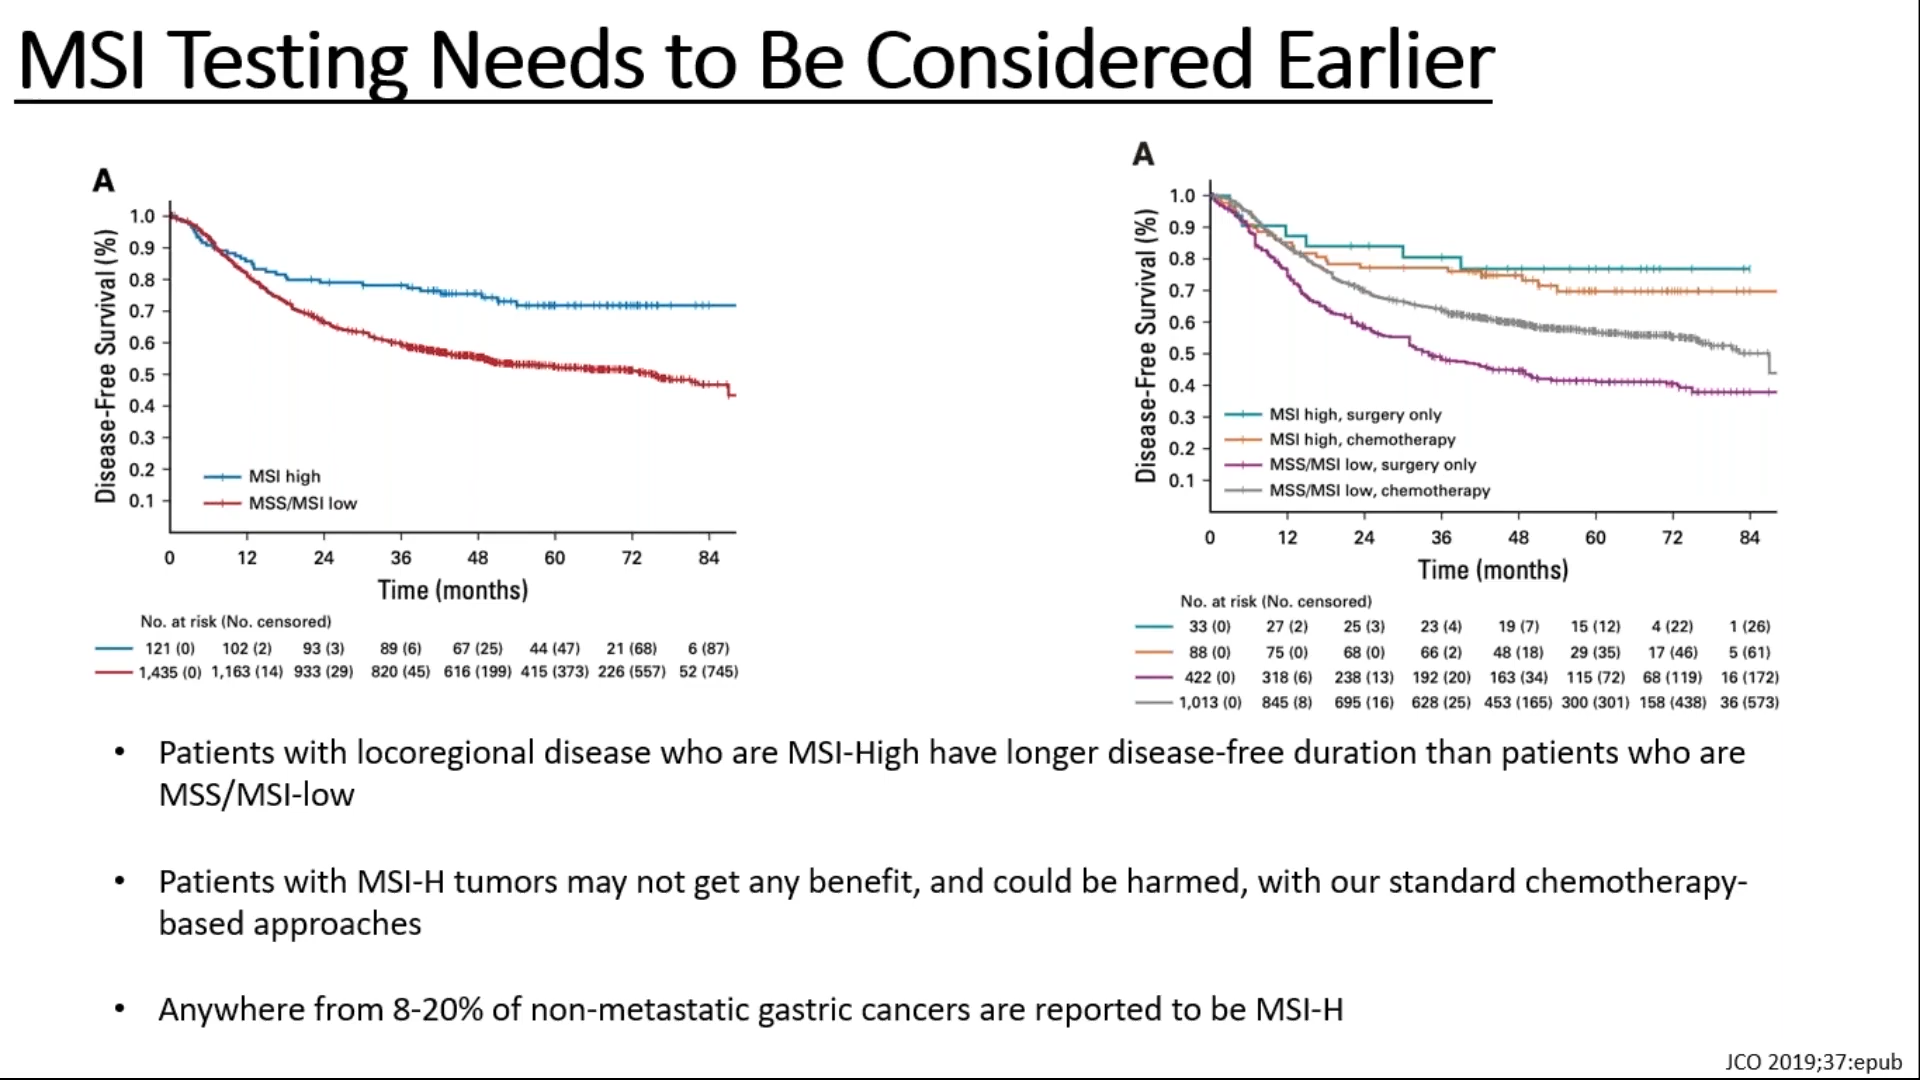 MSI Testing Needs to Be Considered Earlier
A
Disease-Free Survival (%)
1.0
0.9
0.8
0.7
0.6
0.5
0.4
0.3
0.2
0.1
MSI high
MSS/MSI low
0 12 24 36 48 60 72 84
Time (months)
No. at risk (No. censored)
121 (0) 102 (2) 93 (3) 89 (6) 67 (25) 44 (47) 21 (68) 6 (87)
1,435 (0) 1,163 (14) 933 (29) 820 (45) 616 (199) 415 (373) 226 (557) 52 (745)
A
Disease-Free Survival (%)
1.0
0.9
0.8
0.7
0.6
0.5
0.4
0.3
0.2
0.1
MSI high, surgery only
MSI high, chemotherapy
MSS/MSI low, surgery only
MSS/MSI low, chemotherapy
0 12 24 36 48 60 72 84
Time (months)
No. at risk (No. censored)
33 (0) 27 (2) 25 (3) 23 (4) 19 (7) 15 (12) 4 (22) 1 (26)
88 (0) 75 (0) 68 (0) 66 (2) 48 (18) 29 (35) 17 (46) 5 (61)
422 (0) 318 (6) 238 (13) 192 (20) 163 (34) 115 (72) 68 (119) 16 (172)
1,013 (0) 845 (8) 695 (16) 628 (25) 453 (165) 300 (301) 158 (438) 36 (573)
• Patients with locoregional disease who are MSI-High have longer disease-free duration than patients who are
MSS/MSI-low
• Patients with MSI-H tumors may not get any benefit, and could be harmed, with our standard chemotherapy-
based approaches
• Anywhere from 8-20% of non-metastatic gastric cancers are reported to be MSI-H
JCO 2019;37:epub